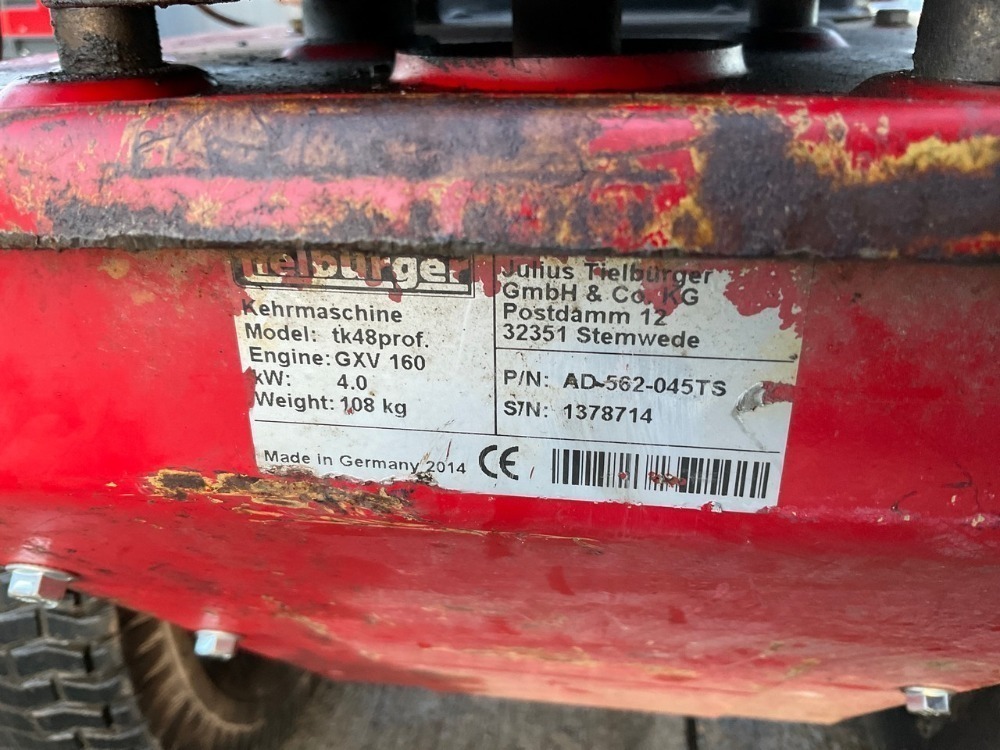 tielbürger
Kehrmaschine
Model: tk48prof.
Engine: GXV 160
kW: 4.0
Weight: 108 kg
Julius Tielbürger
GmbH & Co. KG
Postdamm 12
32351 Stemwede
P/N: AD-562-045TS
S/N: 1378714
Made in Germany 2014 CE